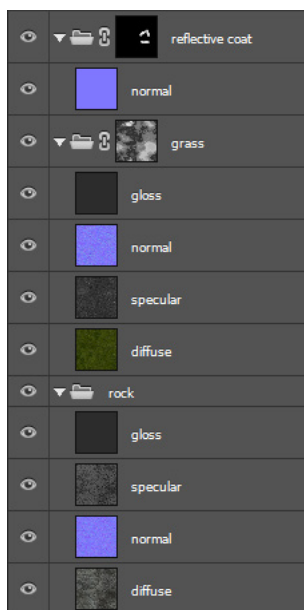 reflective coat
normal
grass
gloss
normal
specular
diffuse
rock
gloss
specular
normal
diffuse